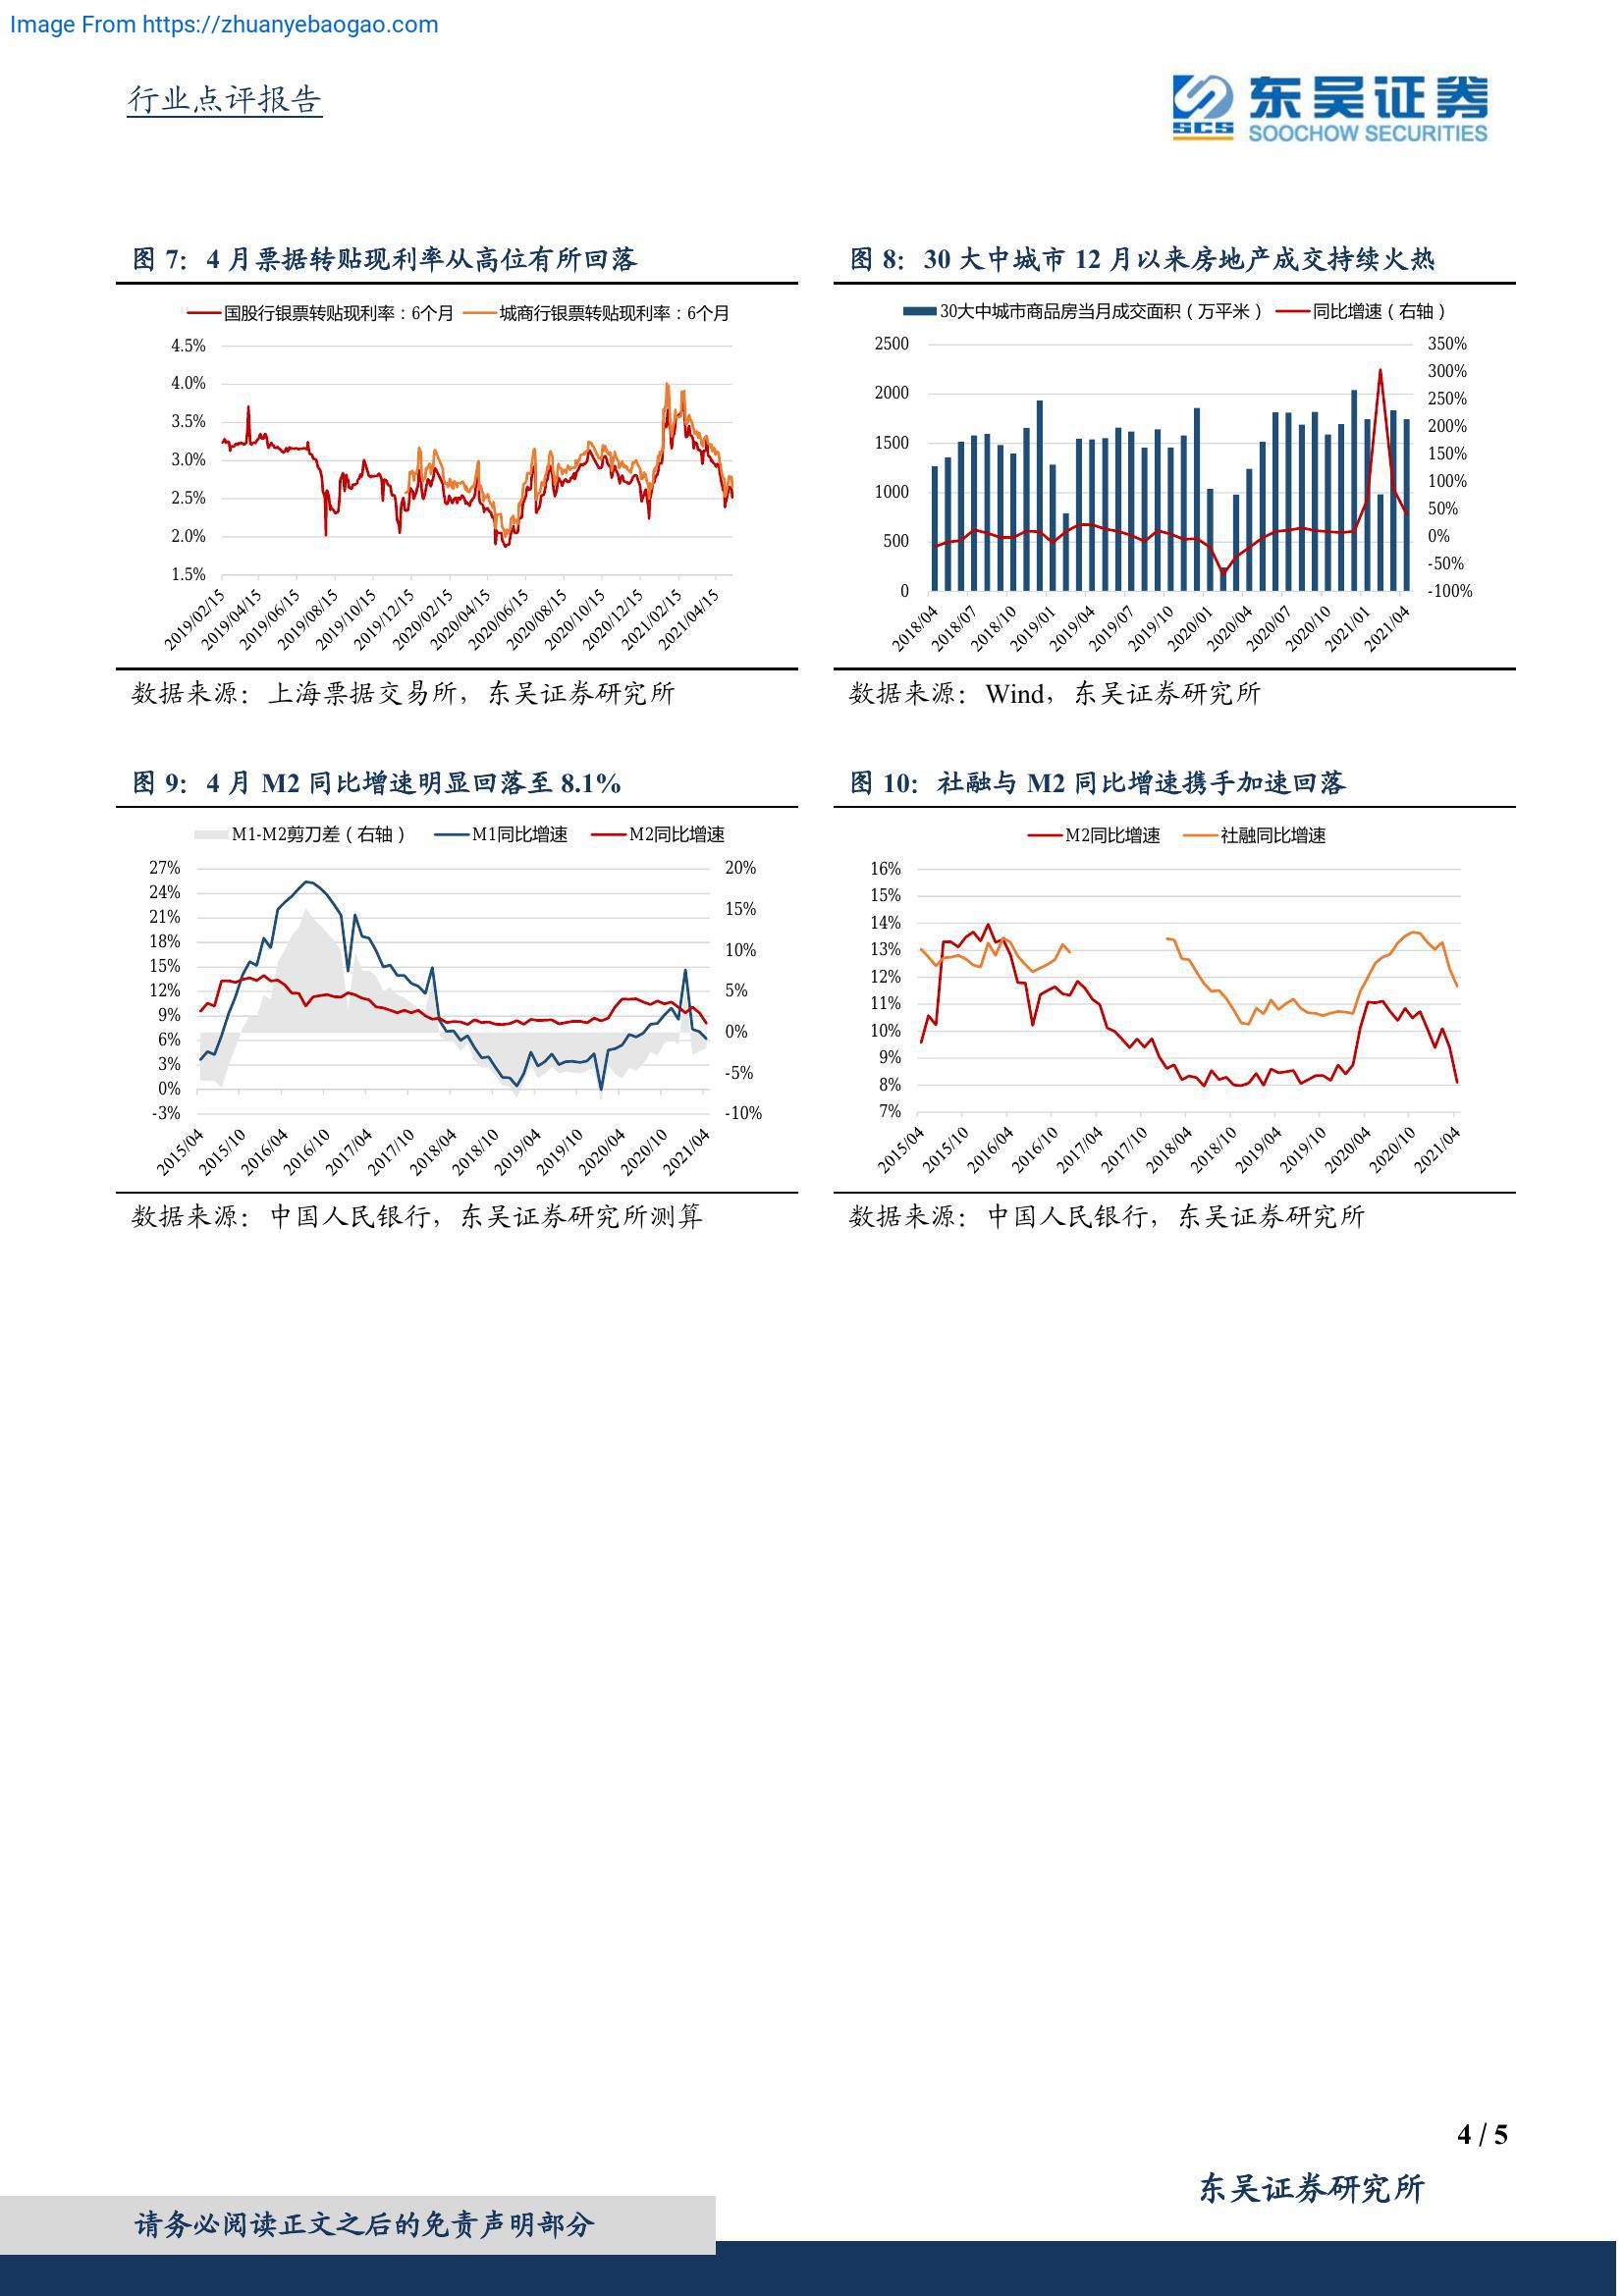 Image From https://zhuanyebaogao.com
行业点评报告
SCS
东吴证券
SOOCHOW SECURITIES
图 7：4 月票据转贴现利率从高位有所回落
国股行银票转贴现利率：6个月 城商行银票转贴现利率：6个月
4.5%
4.0%
3.5%
3.0%
2.5%
2.0%
1.5%
2019/02/15 2019/04/15 2019/06/15 2019/08/15 2019/10/15 2019/12/15 2020/02/15 2020/04/15 2020/06/15 2020/08/15 2020/10/15 2020/12/15 2021/02/15 2021/04/15
数据来源：上海票据交易所，东吴证券研究所
图 8：30 大中城市 12 月以来房地产成交持续火热
30大中城市商品房当月成交面积（万平米） 同比增速（右轴）
2500
2000
1500
1000
500
0
350%
300%
250%
200%
150%
100%
50%
0%
-50%
-100%
2018/04 2018/07 2018/10 2019/01 2019/04 2019/07 2019/10 2020/01 2020/04 2020/07 2020/10 2021/01 2021/04
数据来源：Wind，东吴证券研究所
图 9：4 月 M2 同比增速明显回落至 8.1%
M1-M2剪刀差（右轴） M1同比增速 M2同比增速
27%
24%
21%
18%
15%
12%
9%
6%
3%
0%
-3%
20%
15%
10%
5%
0%
-5%
-10%
2015/04 2015/10 2016/04 2016/10 2017/04 2017/10 2018/04 2018/10 2019/04 2019/10 2020/04 2020/10 2021/04
数据来源：中国人民银行，东吴证券研究所测算
图 10：社融与 M2 同比增速携手加速回落
M2同比增速 社融同比增速
16%
15%
14%
13%
12%
11%
10%
9%
8%
7%
2015/04 2015/10 2016/04 2016/10 2017/04 2017/10 2018/04 2018/10 2019/04 2019/10 2020/04 2020/10 2021/04
数据来源：中国人民银行，东吴证券研究所
4 / 5
东吴证券研究所
请务必阅读正文之后的免责声明部分